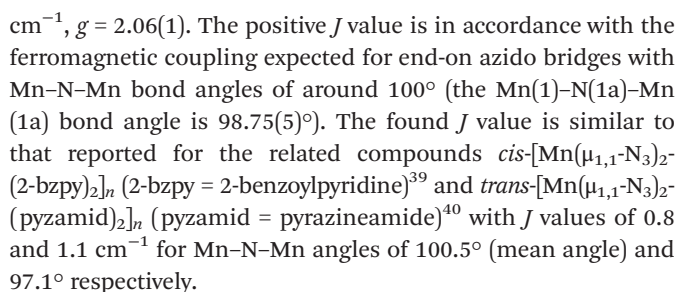 cm⁻¹, g = 2.06(1). The positive J value is in accordance with the
ferromagnetic coupling expected for end-on azido bridges with
Mn–N–Mn bond angles of around 100° (the Mn(1)–N(1a)–Mn
(1a) bond angle is 98.75(5)°). The found J value is similar to
that reported for the related compounds cis-[Mn(μ₁,₁-N₃)₂-
(2-bzpy)₂]ₙ (2-bzpy = 2-benzoylpyridine)³⁹ and trans-[Mn(μ₁,₁-N₃)₂-
(pyzamid)₂]ₙ (pyzamid = pyrazineamide)⁴⁰ with J values of 0.8
and 1.1 cm⁻¹ for Mn–N–Mn angles of 100.5° (mean angle) and
97.1° respectively.